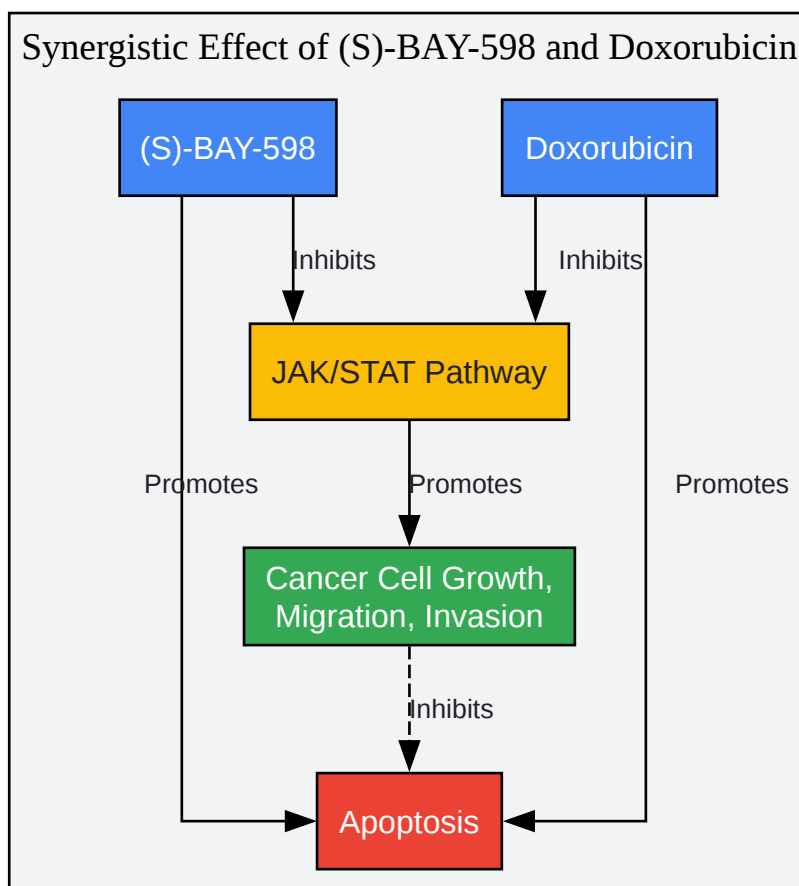 Synergistic Effect of (S)-BAY-598 and Doxorubicin
(S)-BAY-598
Doxorubicin
Inhibits
Inhibits
JAK/STAT Pathway
Promotes
Promotes
Promotes
Cancer Cell Growth,
Migration, Invasion
Inhibits
Apoptosis